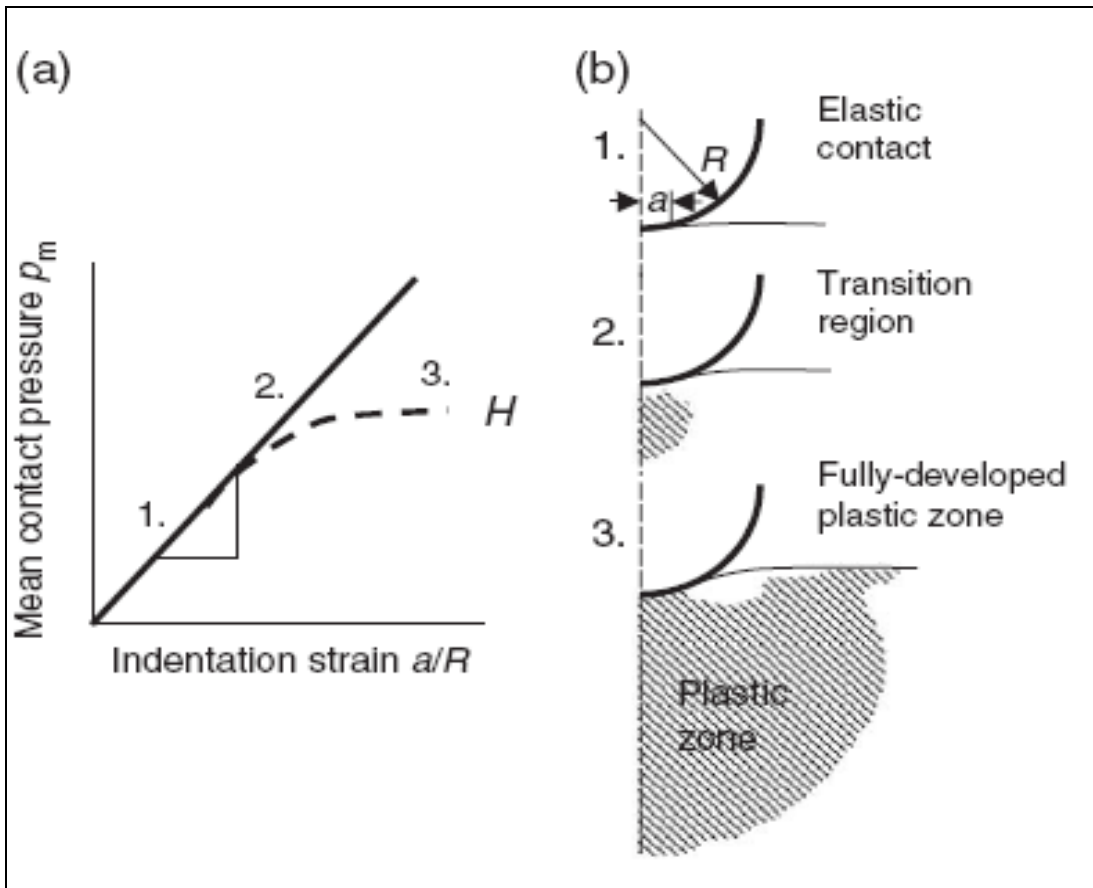 (a)
Mean contact pressure pm
1.
2.
3.
H
Indentation strain a/R
(b)
1.
R
a
Elastic
contact
2.
Transition
region
3.
Fully-developed
plastic zone
Plastic
zone